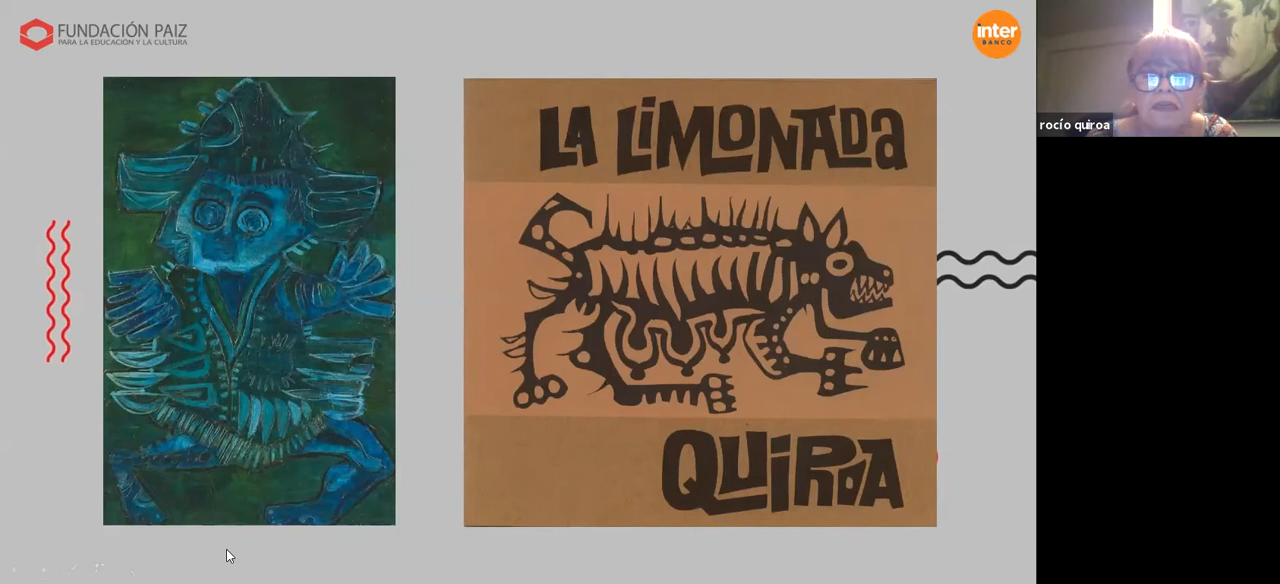 FUNDACIÓN PAIZ
PARA LA EDUCACIÓN Y LA CULTURA
inter
BANCO
rocío quiroa
LA LiMONADa
QUiROA